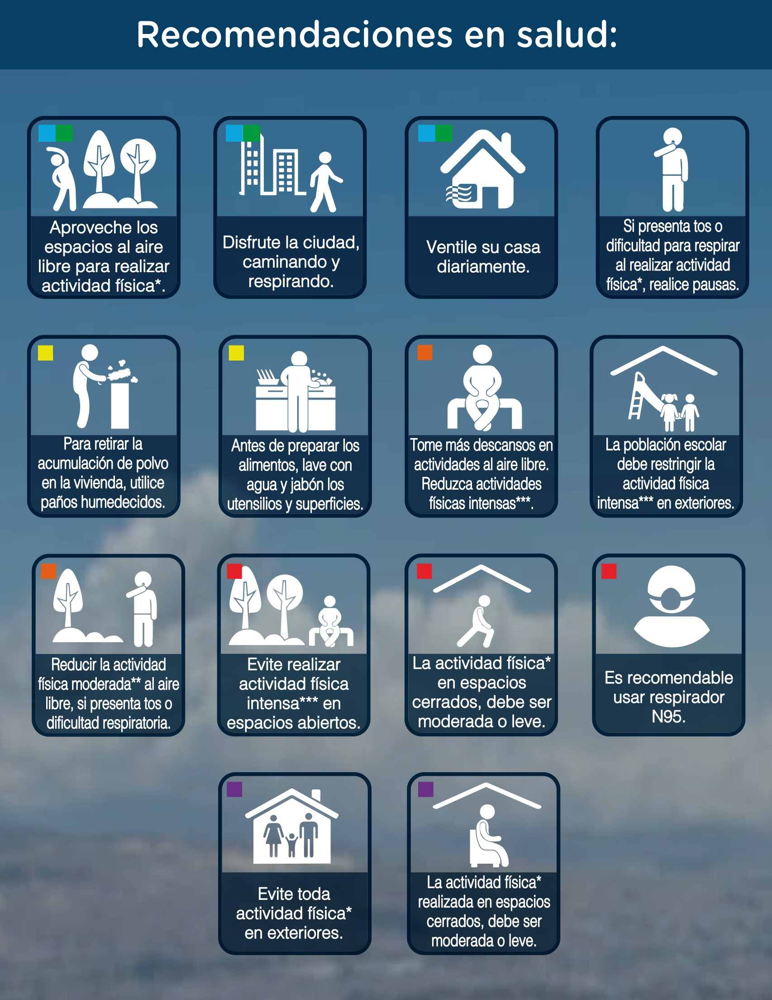 Recomendaciones en salud:
Aproveche los
espacios al aire
libre para realizar
actividad física*.
Disfrute la ciudad,
caminando y
respirando.
Ventile su casa
diariamente.
Si presenta tos o
dificultad para respirar
al realizar actividad
física*, realice pausas.
Para retirar la
acumulación de polvo
en la vivienda, utilice
paños humedecidos.
Antes de preparar los
alimentos, lave con
agua y jabón los
utensilios y superficies.
Tome más descansos en
actividades al aire libre.
Reduzca actividades
físicas intensas***.
La población escolar
debe restringir la
actividad física
intensa*** en exteriores.
Reducir la actividad
física moderada** al aire
libre, si presenta tos o
dificultad respiratoria.
Evite realizar
actividad física
intensa*** en
espacios abiertos.
La actividad física*
en espacios
cerrados, debe ser
moderada o leve.
Es recomendable
usar respirador
N95.
Evite toda
actividad física*
en exteriores.
La actividad física*
realizada en espacios
cerrados, debe ser
moderada o leve.